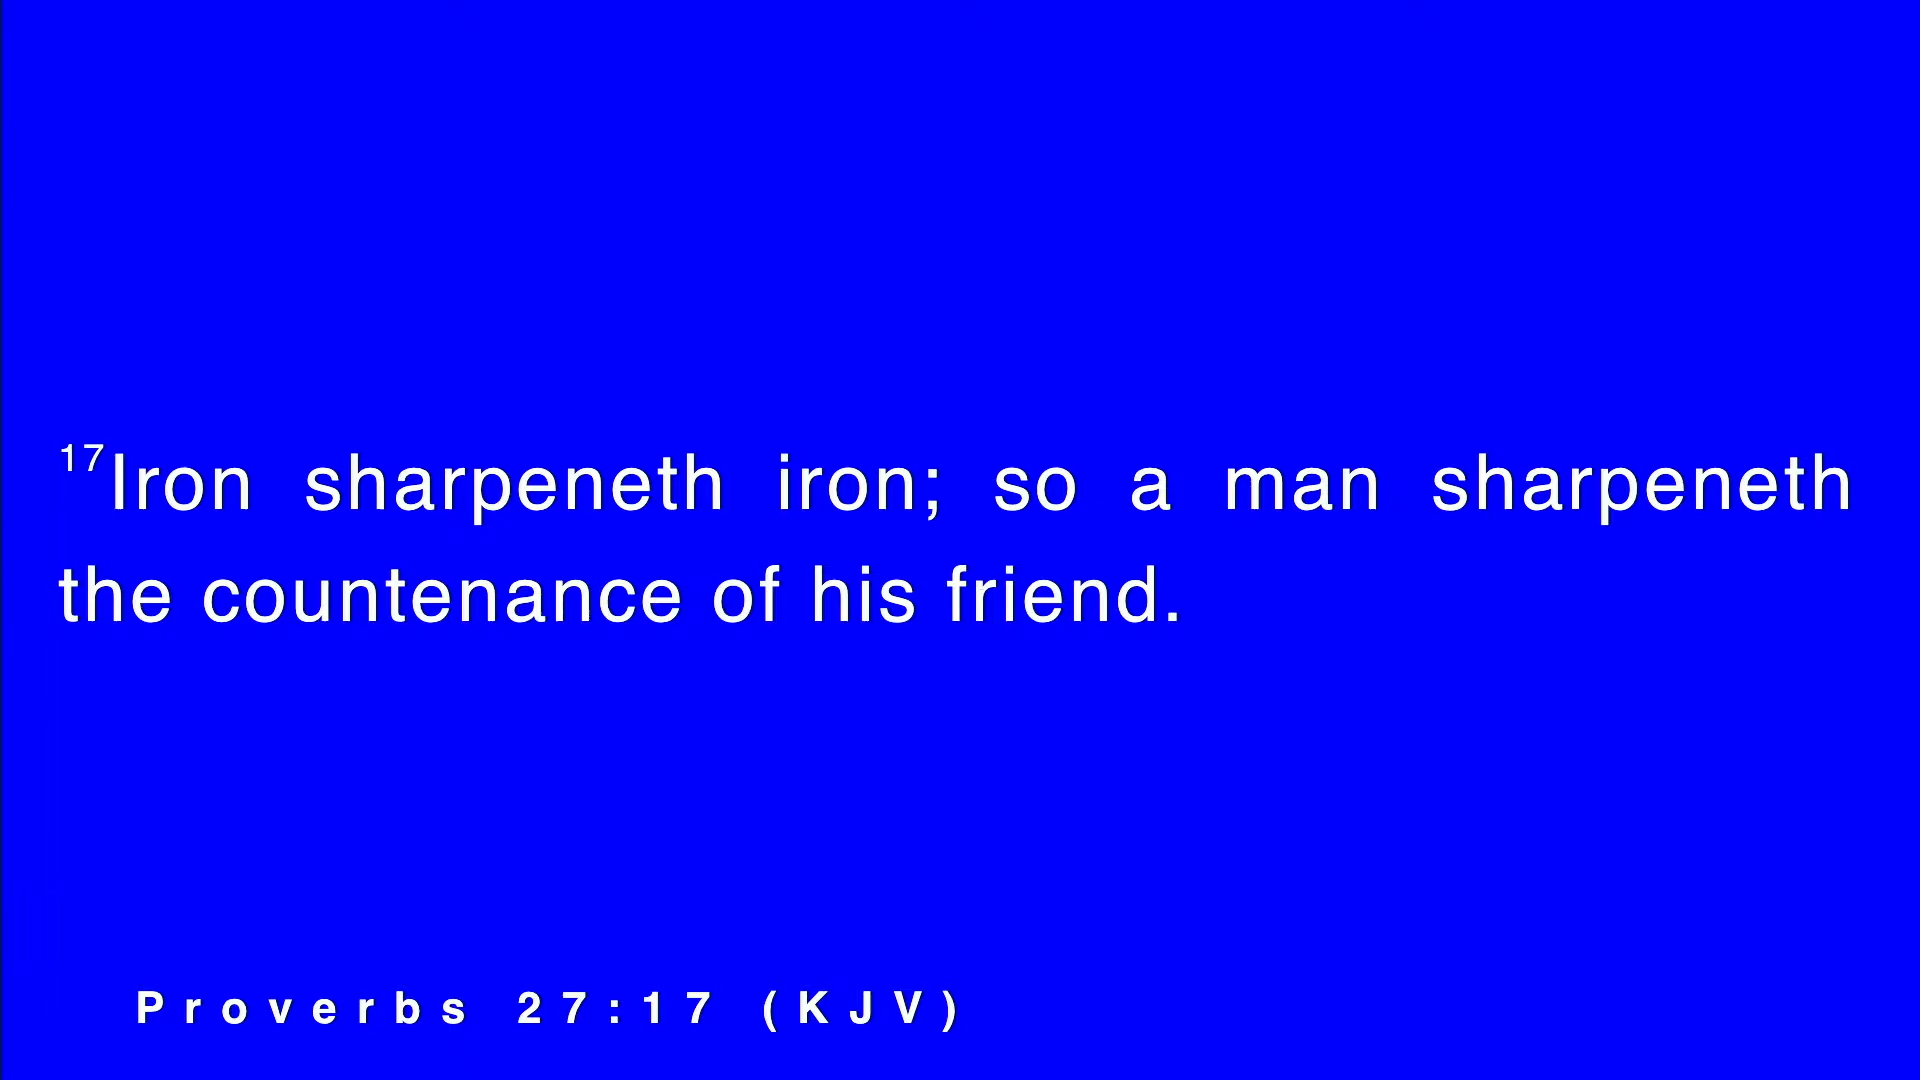 17Iron sharpeneth iron; so a man sharpeneth
the countenance of his friend.
Proverbs 27:17 (KJV)